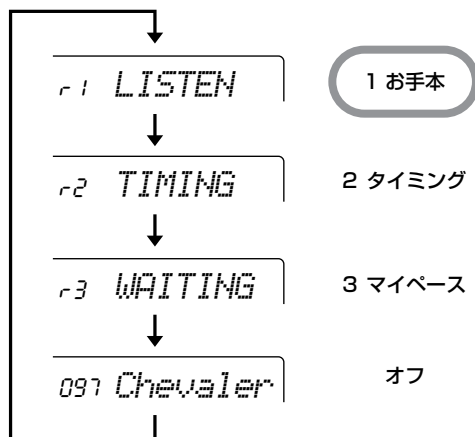 r1 LISTEN
1 お手本
r2 TIMING
2 タイミング
r3 WAITING
3 マイペース
097 Chevaler
オフ